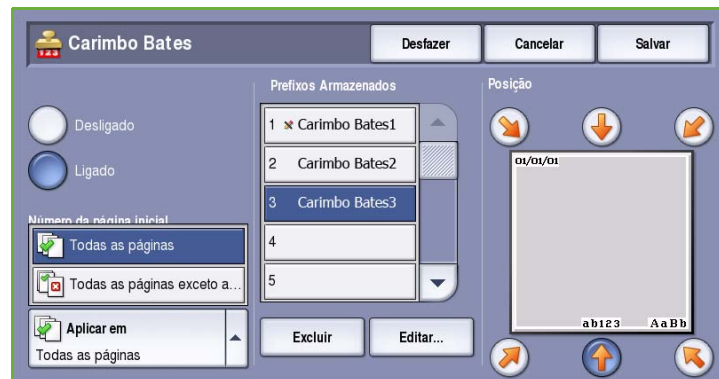 123
Carimbo Bates
Desfazer
Cancelar
Salvar
Desligado
Ligado
Número da página inicial
Todas as páginas
Todas as páginas exceto a...
Aplicar em
Todas as páginas
Prefixos Armazenados
1 Carimbo Bates1
2 Carimbo Bates2
3 Carimbo Bates3
4
5
Excluir
Editar...
Posição
01/01/01
ab123 AaBb